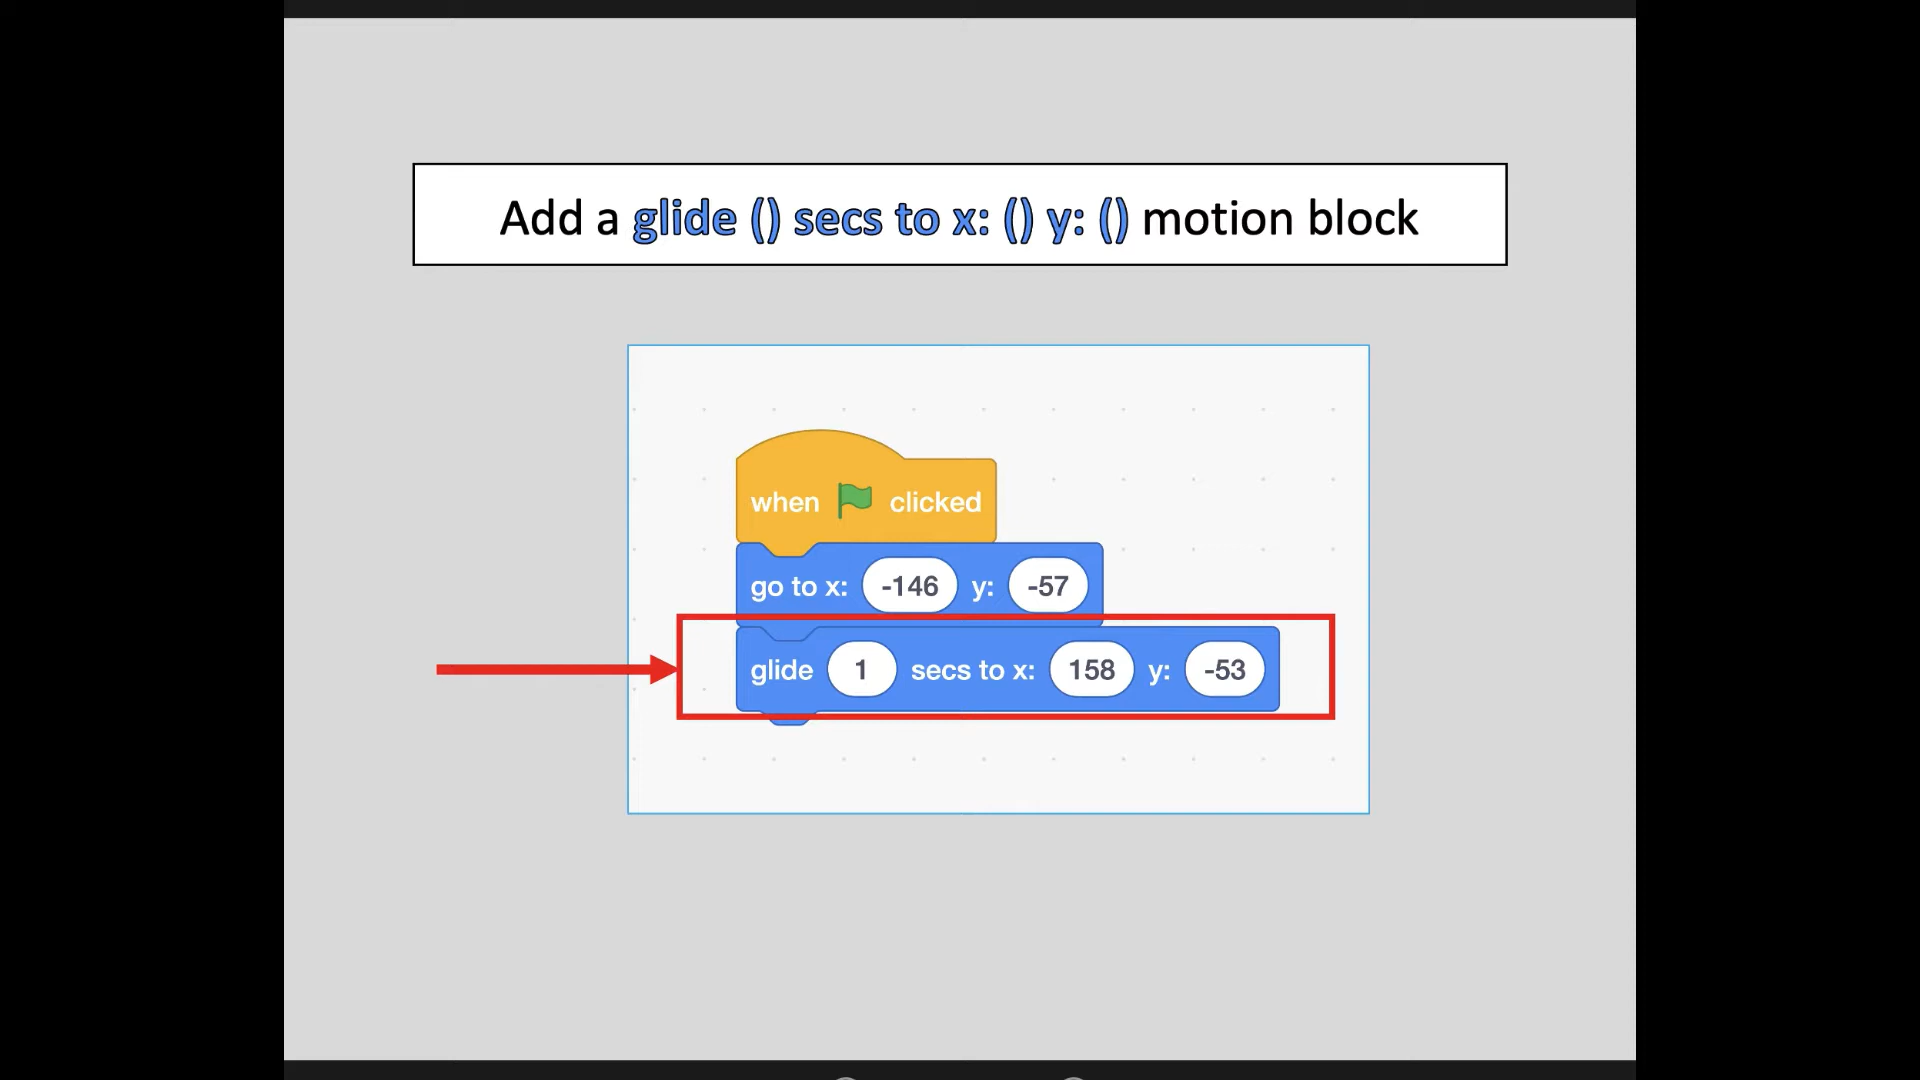 Add a glide () secs to x: () y: () motion block
when clicked
go to x: -146 y: -57
glide 1 secs to x: 158 y: -53